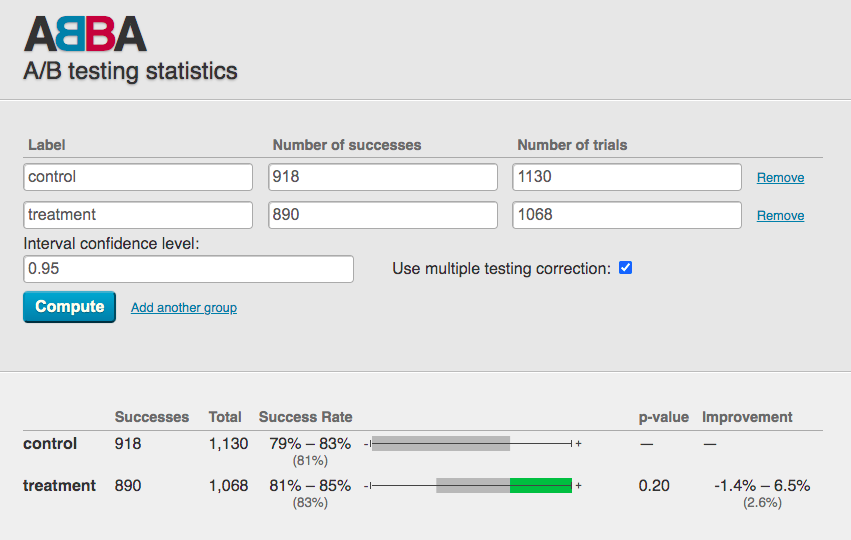 ABBA
A/B testing statistics
Label Number of successes Number of trials
control 918 1130 Remove
treatment 890 1068 Remove
Interval confidence level:
0.95 Use multiple testing correction:
Compute Add another group
Successes Total Success Rate p-value Improvement
control 918 1,130 79% – 83% - + — —
(81%)
treatment 890 1,068 81% – 85% - + 0.20 -1.4% – 6.5%
(83%) (2.6%)